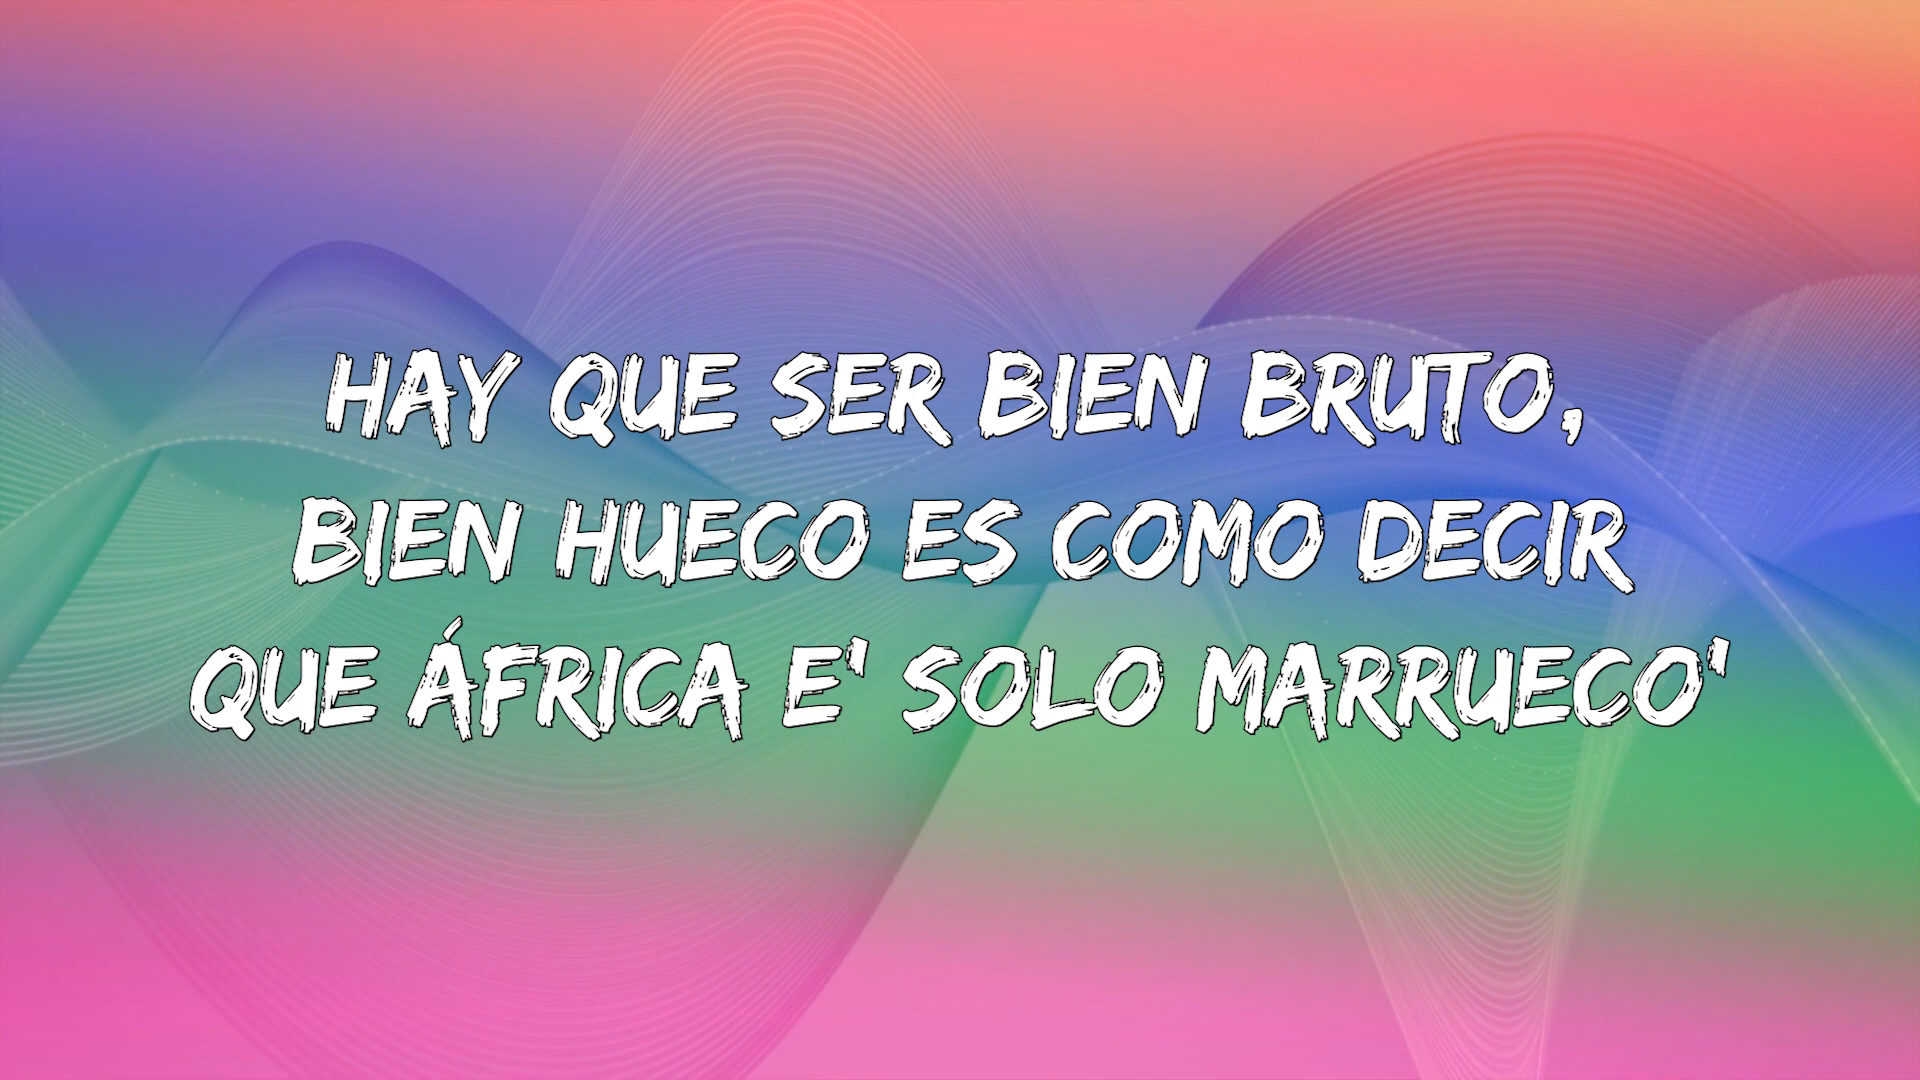 HAY QUE SER BIEN BRUTO,
BIEN HUECO ES COMO DECIR
QUE ÁFRICA E' SOLO MARRUECO'